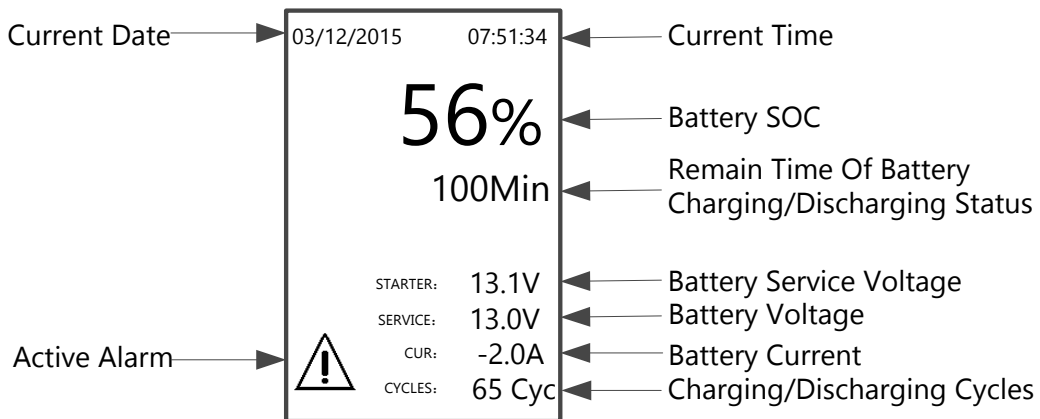 Current Date
03/12/2015 07:51:34
Current Time
56%
Battery SOC
100Min
Remain Time Of Battery
Charging/Discharging Status
STARTER: 13.1V
Battery Service Voltage
SERVICE: 13.0V
Battery Voltage
Active Alarm
CUR: -2.0A
Battery Current
CYCLES: 65 Cyc
Charging/Discharging Cycles